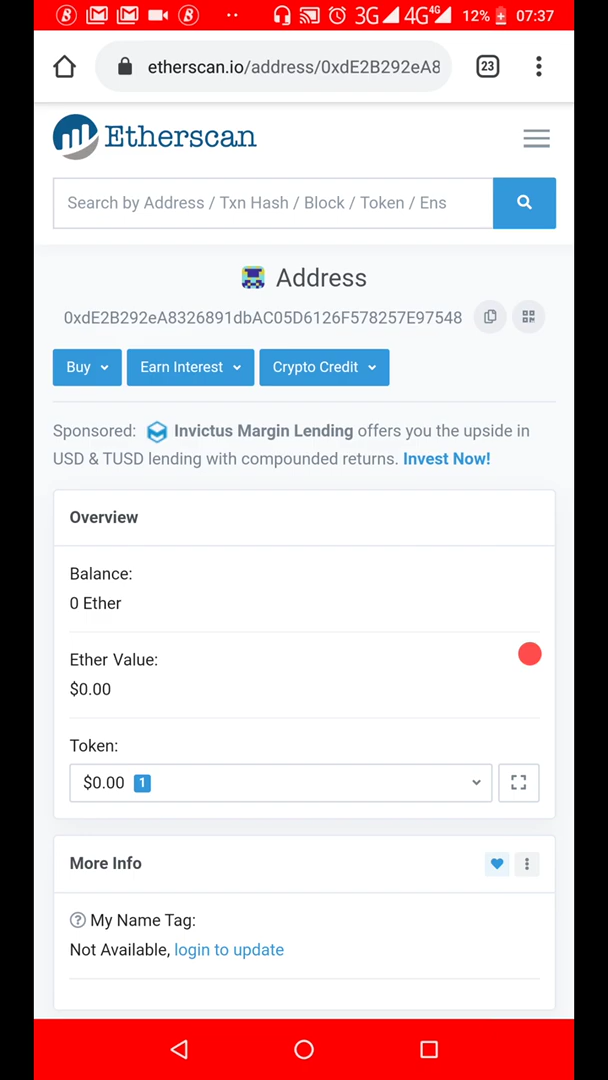 3G 4G 4G 12% 07:37
etherscan.io/address/0xdE2B292eA8 23
Etherscan
Search by Address / Txn Hash / Block / Token / Ens
Address
0xdE2B292eA8326891dbAC05D6126F578257E97548
Buy Earn Interest Crypto Credit
Sponsored: Invictus Margin Lending offers you the upside in
USD & TUSD lending with compounded returns. Invest Now!
Overview
Balance:
0 Ether
Ether Value:
$0.00
Token:
$0.00 1
More Info
My Name Tag:
Not Available, login to update